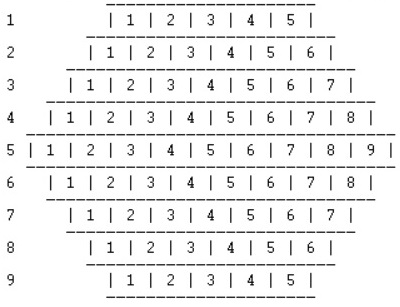 1 | 1 | 2 | 3 | 4 | 5 |
2 | 1 | 2 | 3 | 4 | 5 | 6 |
3 | 1 | 2 | 3 | 4 | 5 | 6 | 7 |
4 | 1 | 2 | 3 | 4 | 5 | 6 | 7 | 8 |
5 | 1 | 2 | 3 | 4 | 5 | 6 | 7 | 8 | 9 |
6 | 1 | 2 | 3 | 4 | 5 | 6 | 7 | 8 |
7 | 1 | 2 | 3 | 4 | 5 | 6 | 7 |
8 | 1 | 2 | 3 | 4 | 5 | 6 |
9 | 1 | 2 | 3 | 4 | 5 |